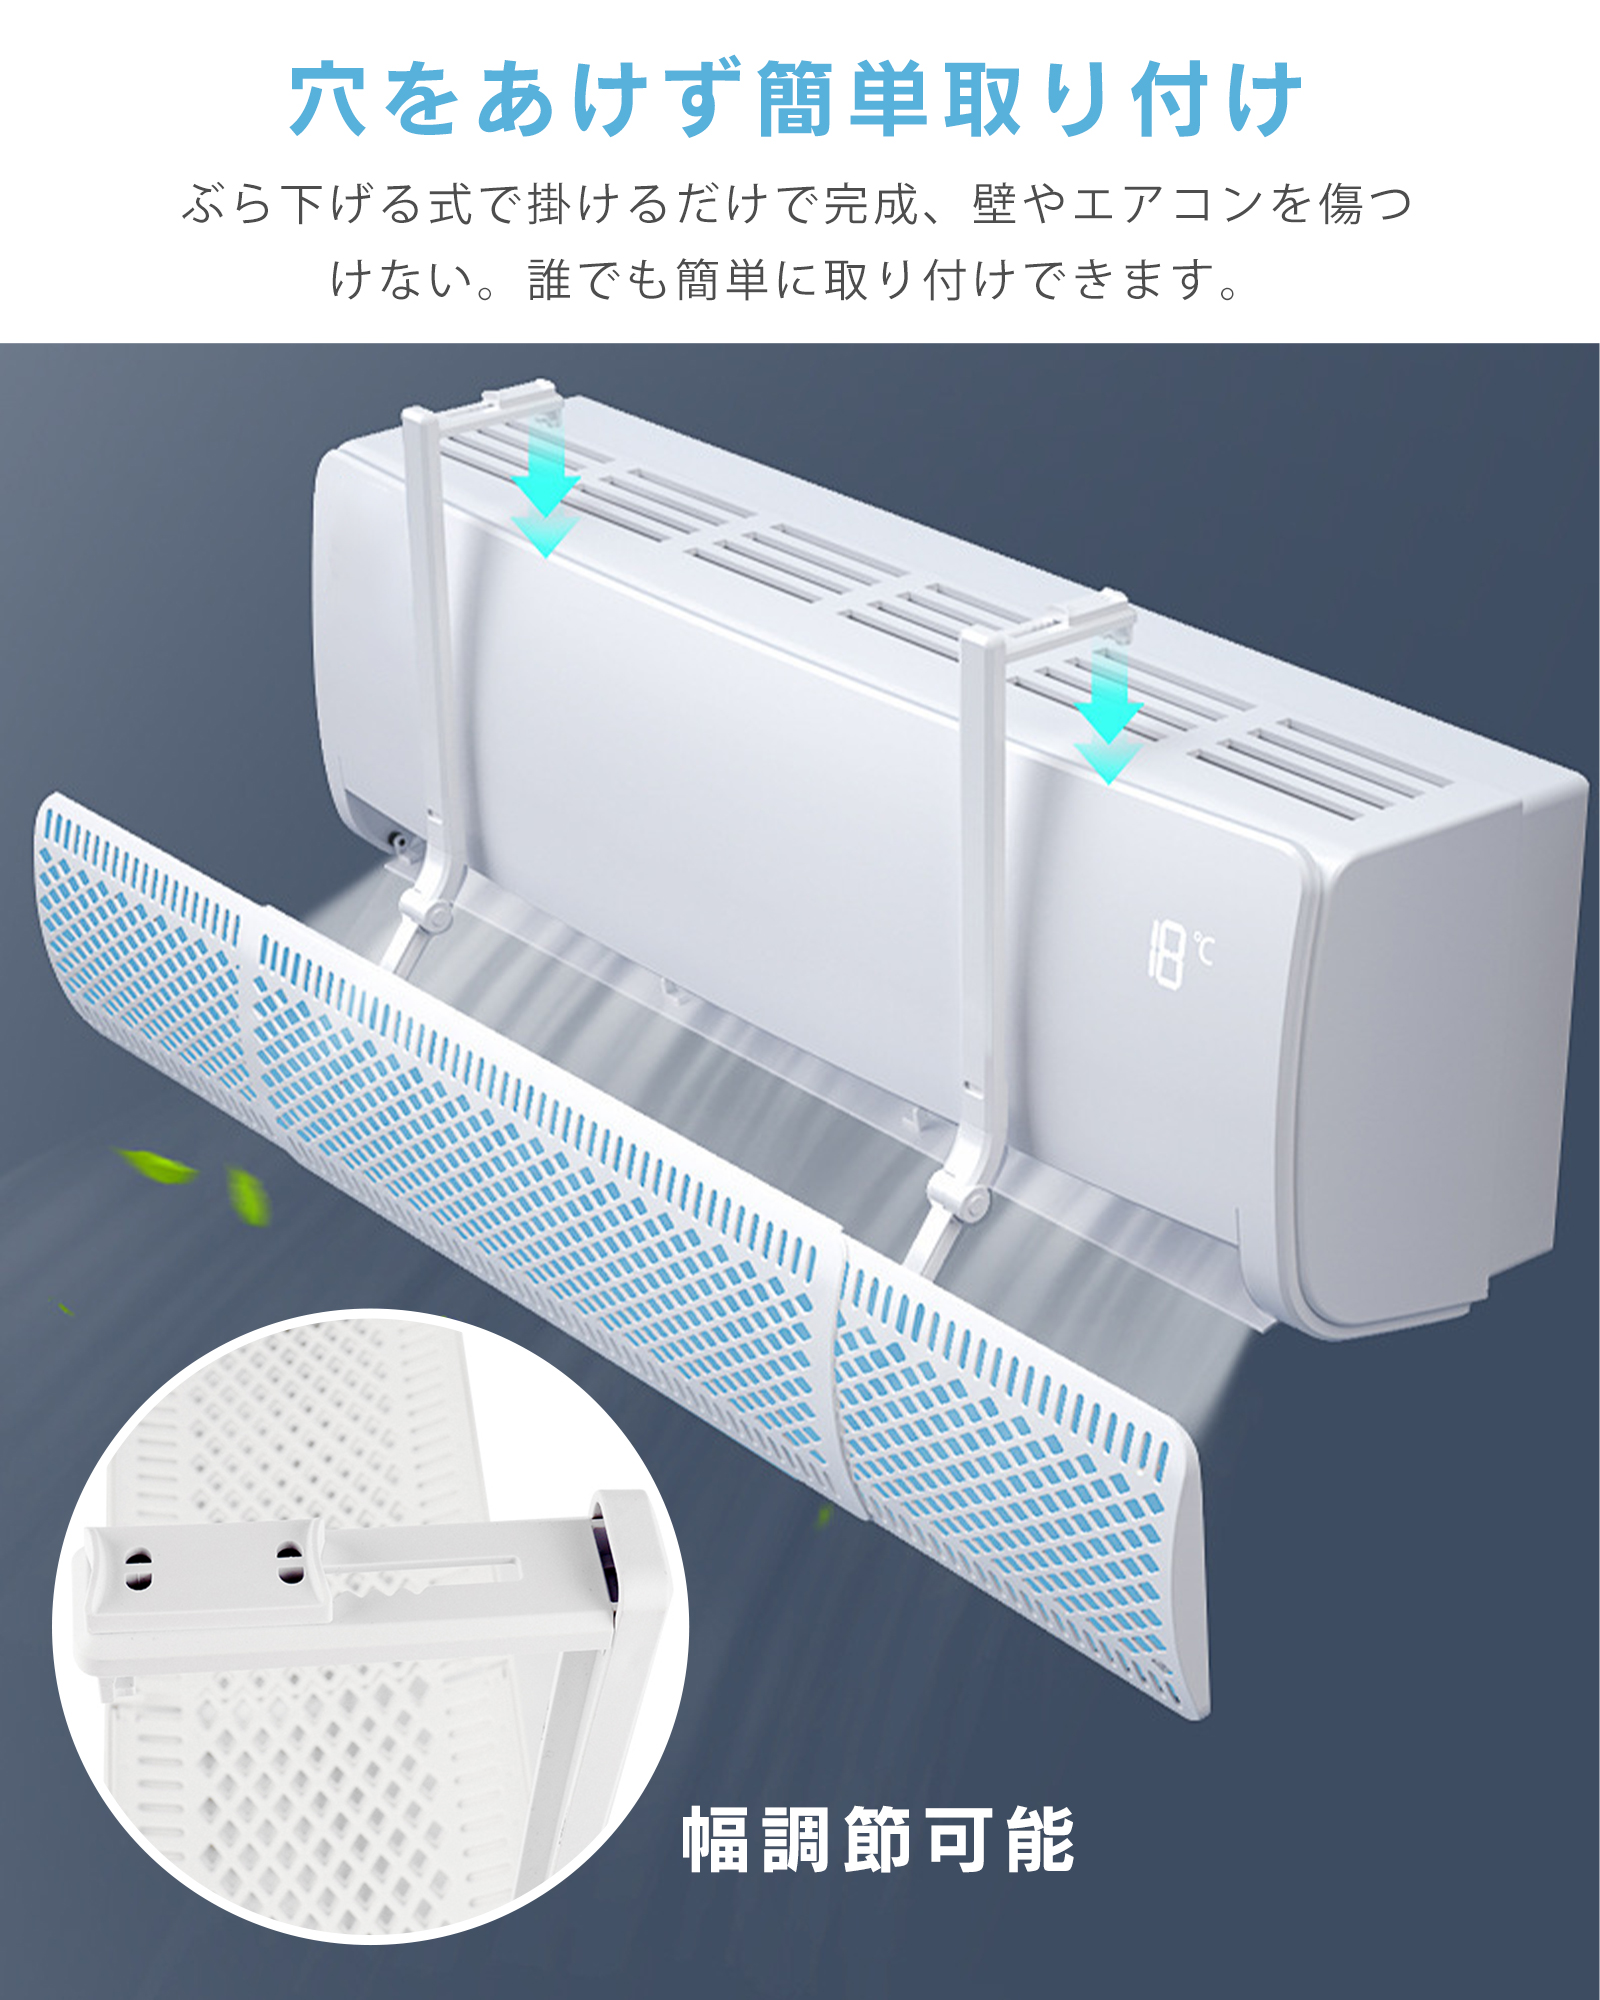 穴をあけず簡単取り付け
ぶら下げる式で掛けるだけで完成、壁やエアコンを傷つ
けない。誰でも簡単に取り付けできます。
18℃
幅調節可能